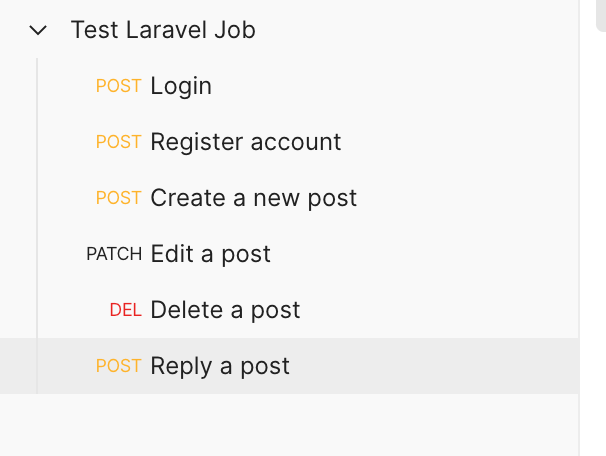 Test Laravel Job
POST Login
POST Register account
POST Create a new post
PATCH Edit a post
DEL Delete a post
POST Reply a post